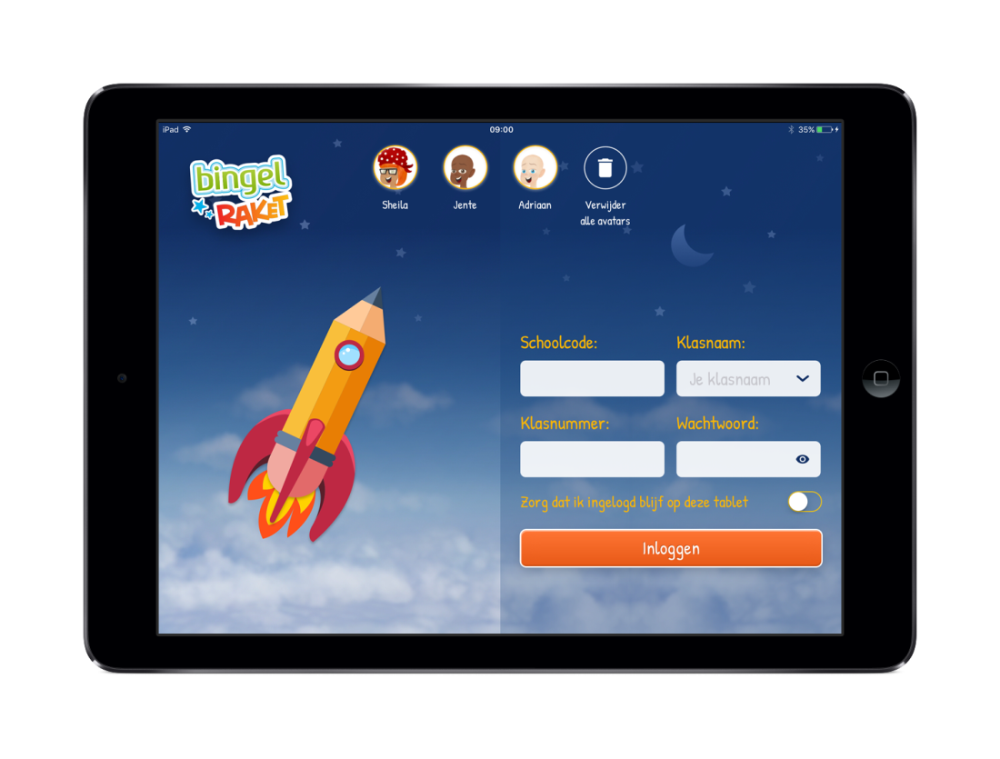 iPad
09:00
35%
bingel
RAKET
Sheila
Jente
Adriaan
Verwijder
alle avatars
Schoolcode:
Klasnaam:
Je klasnaam
Klasnummer:
Wachtwoord:
Zorg dat ik ingelogd blijf op deze tablet
Inloggen